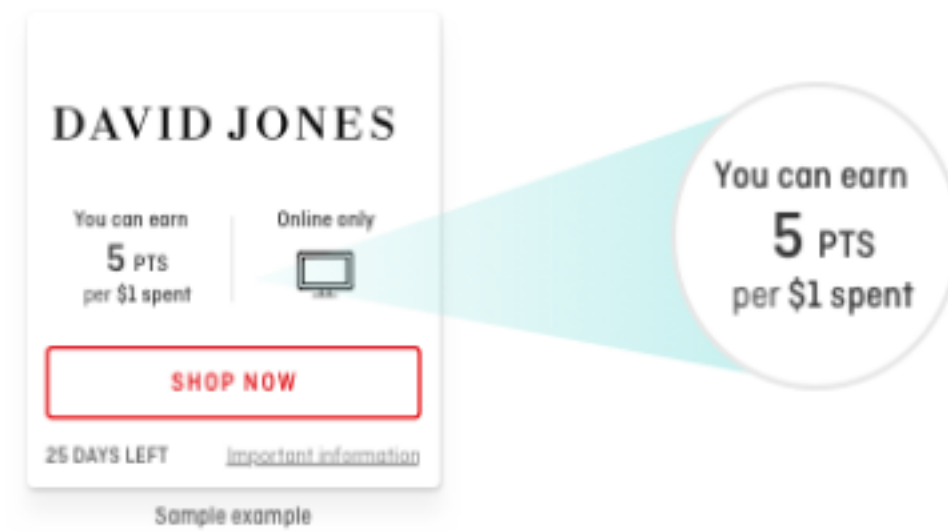 DAVID JONES
You can earn
5 PTS
per $1 spent
Online only
SHOP NOW
25 DAYS LEFT
Important information
Sample example
You can earn
5 PTS
per $1 spent